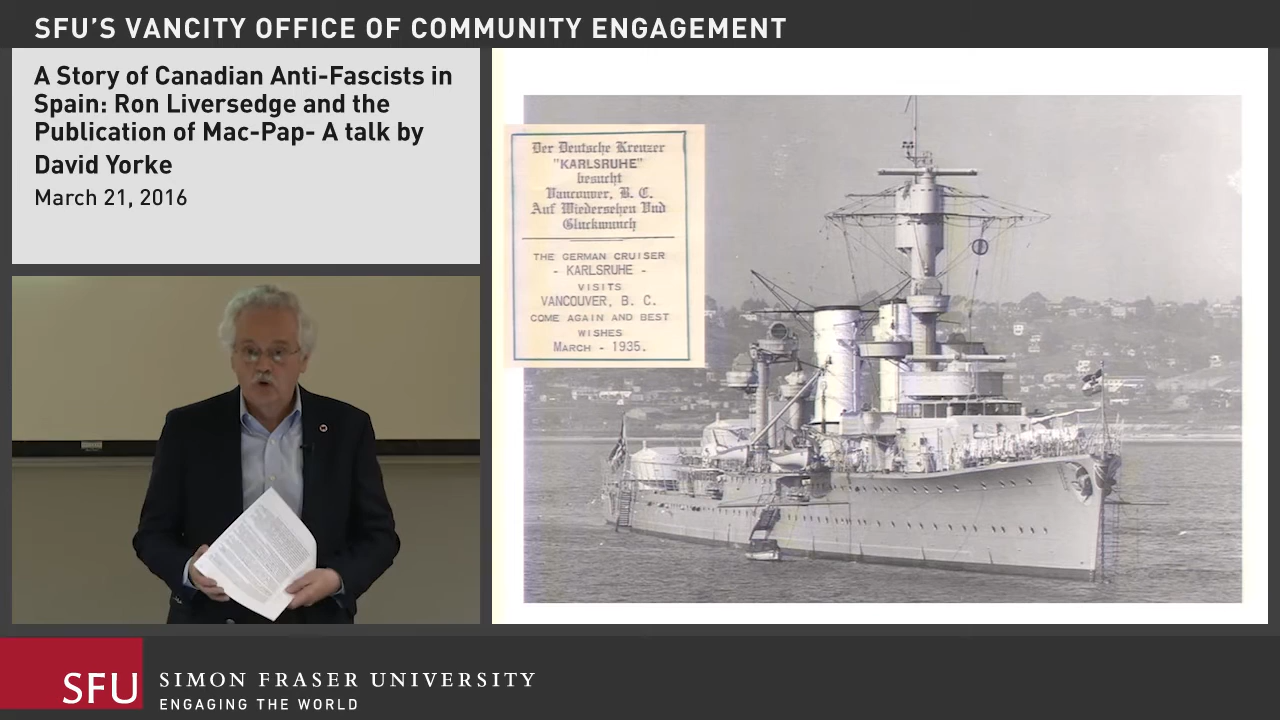 SFU'S VANCITY OFFICE OF COMMUNITY ENGAGEMENT
A Story of Canadian Anti-Fascists in
Spain: Ron Liversedge and the
Publication of Mac-Pap- A talk by
David Yorke
March 21, 2016
Der Deutsche Kreuzer
"KARLSRUHE"
besucht
Vancouver, B. C.
Auf Wiedersehen Und
Gluckwunch
THE GERMAN CRUISER
- KARLSRUHE -
VISITS
VANCOUVER, B. C.
COME AGAIN AND BEST
WISHES
MARCH - 1935.
SFU
SIMON FRASER UNIVERSITY
ENGAGING THE WORLD